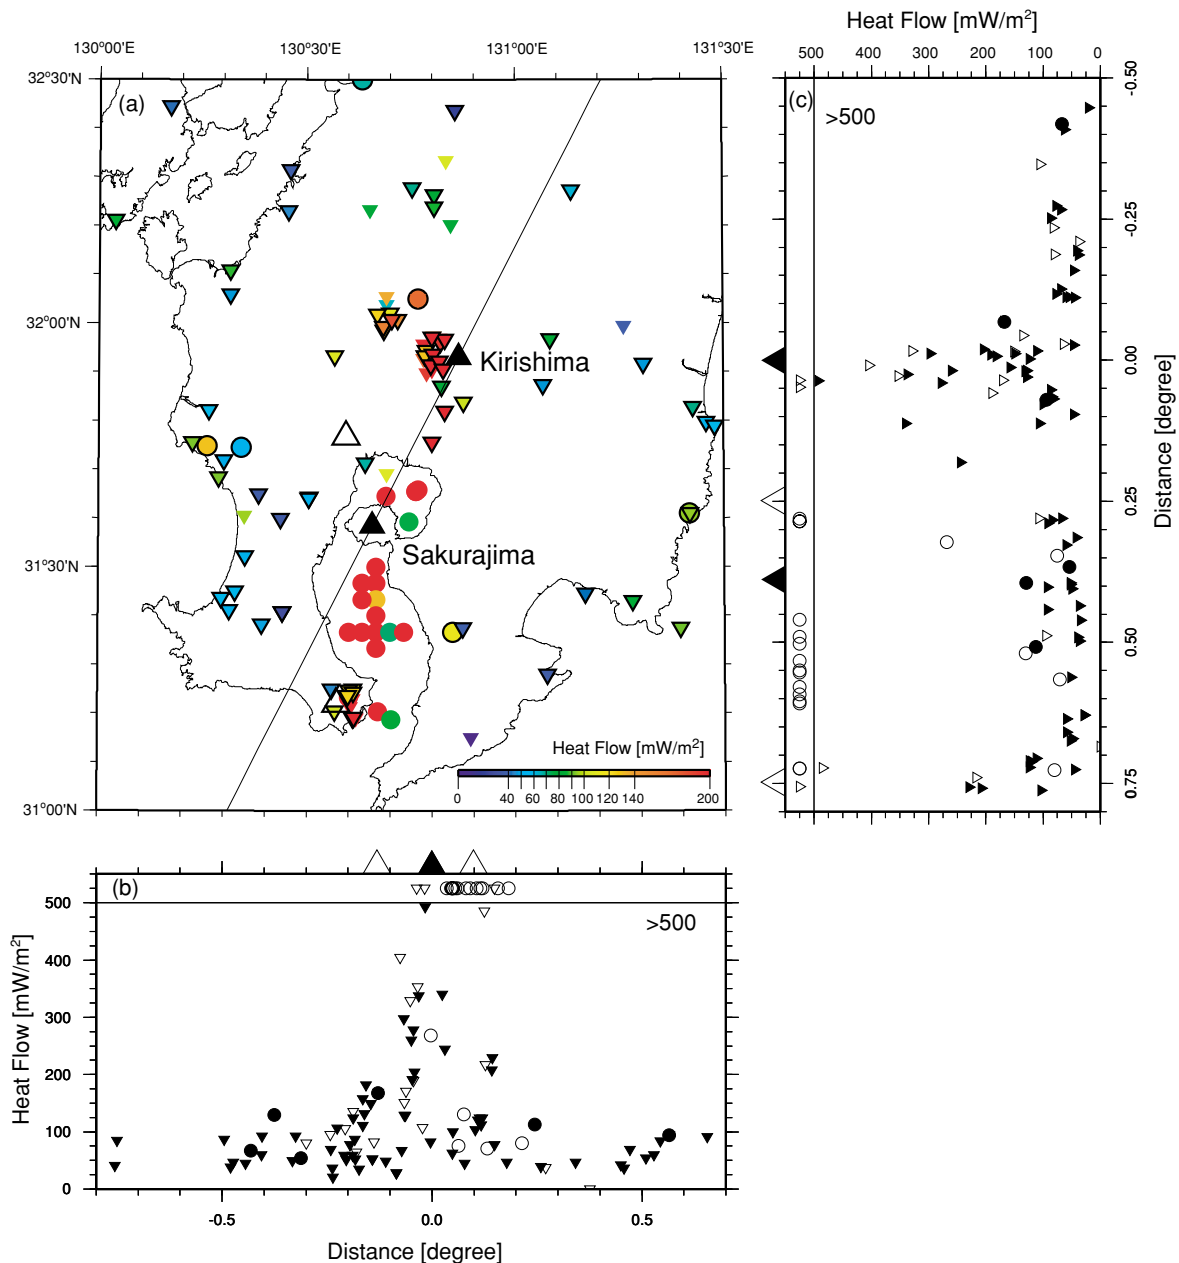 Heat Flow [mW/m²]
130°00'E 130°30'E 131°00'E 131°30'E
500 400 300 200 100 0
32°30'N
(a)
(c)
>500
-0.50
-0.25
32°00'N
Kirishima
0.00
Distance [degree]
0.25
Sakurajima
31°30'N
0.50
Heat Flow [mW/m²]
0 40 60 80 100 120 140 200
31°00'N
0.75
(b)
500
>500
400
300
200
100
0
Heat Flow [mW/m²]
-0.5 0.0 0.5
Distance [degree]